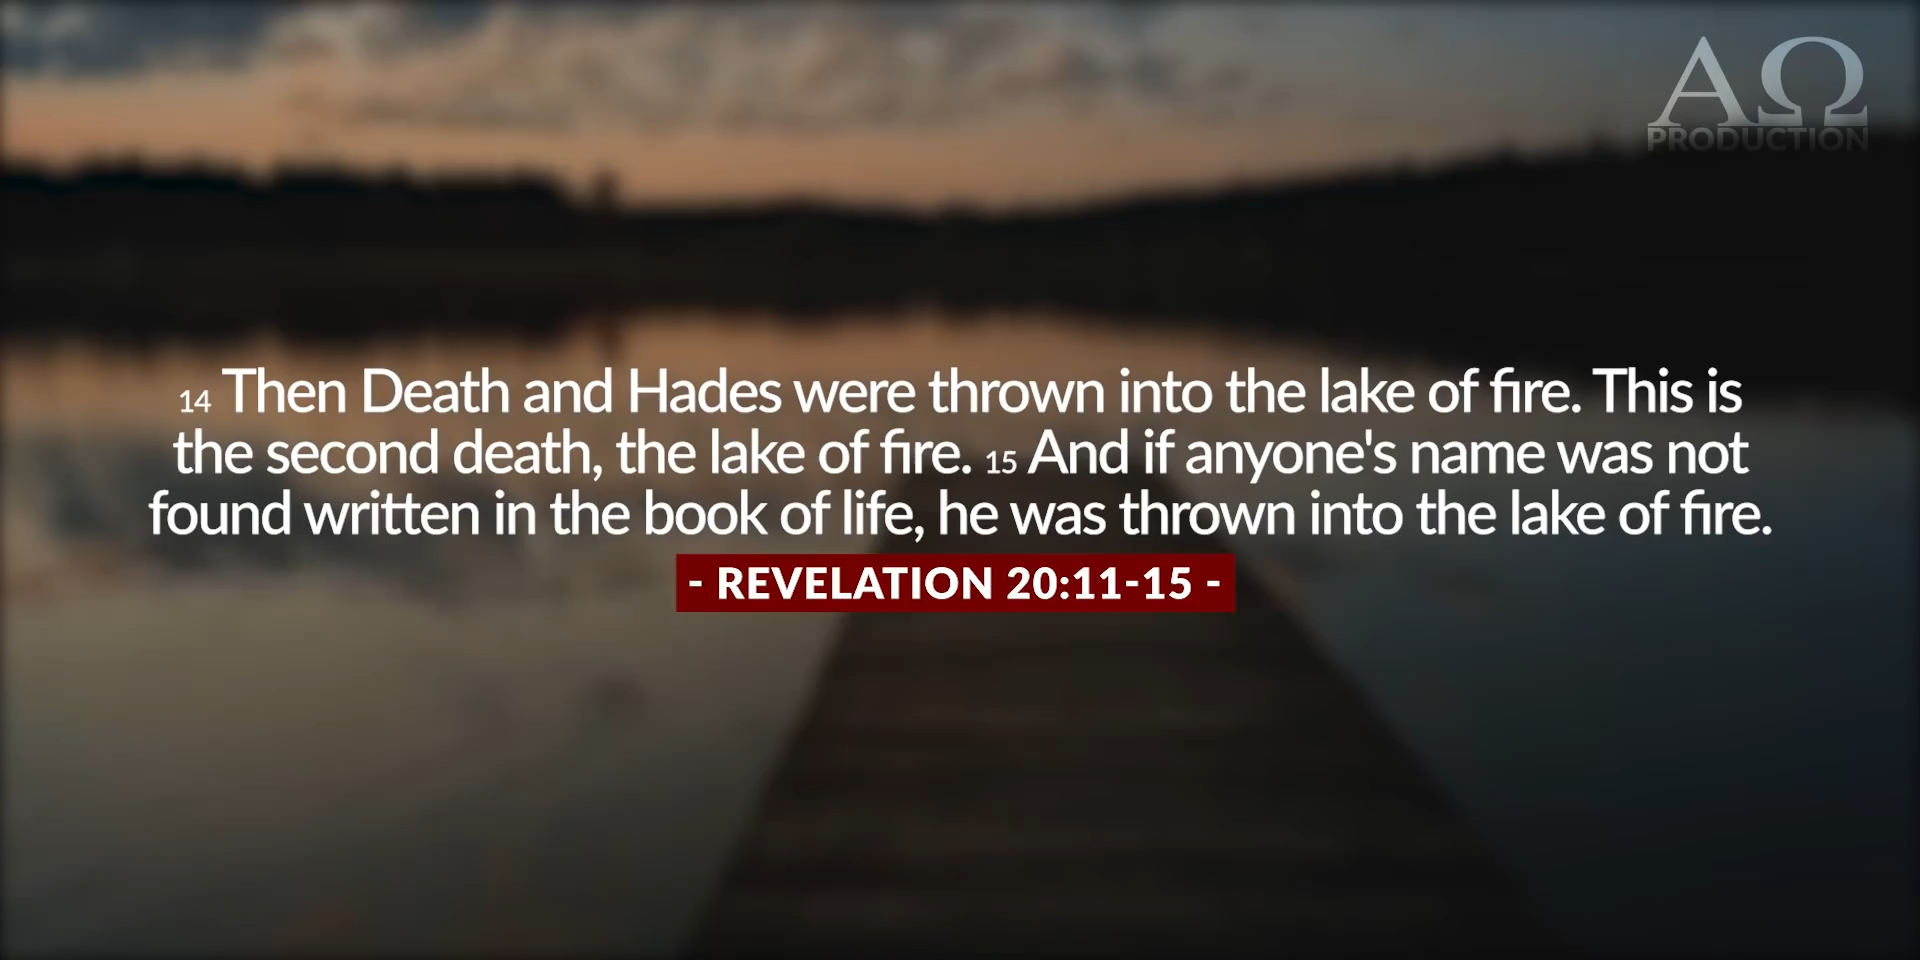 ΑΩ
PRODUCTION
14 Then Death and Hades were thrown into the lake of fire. This is
the second death, the lake of fire. 15 And if anyone's name was not
found written in the book of life, he was thrown into the lake of fire.
- REVELATION 20:11-15 -